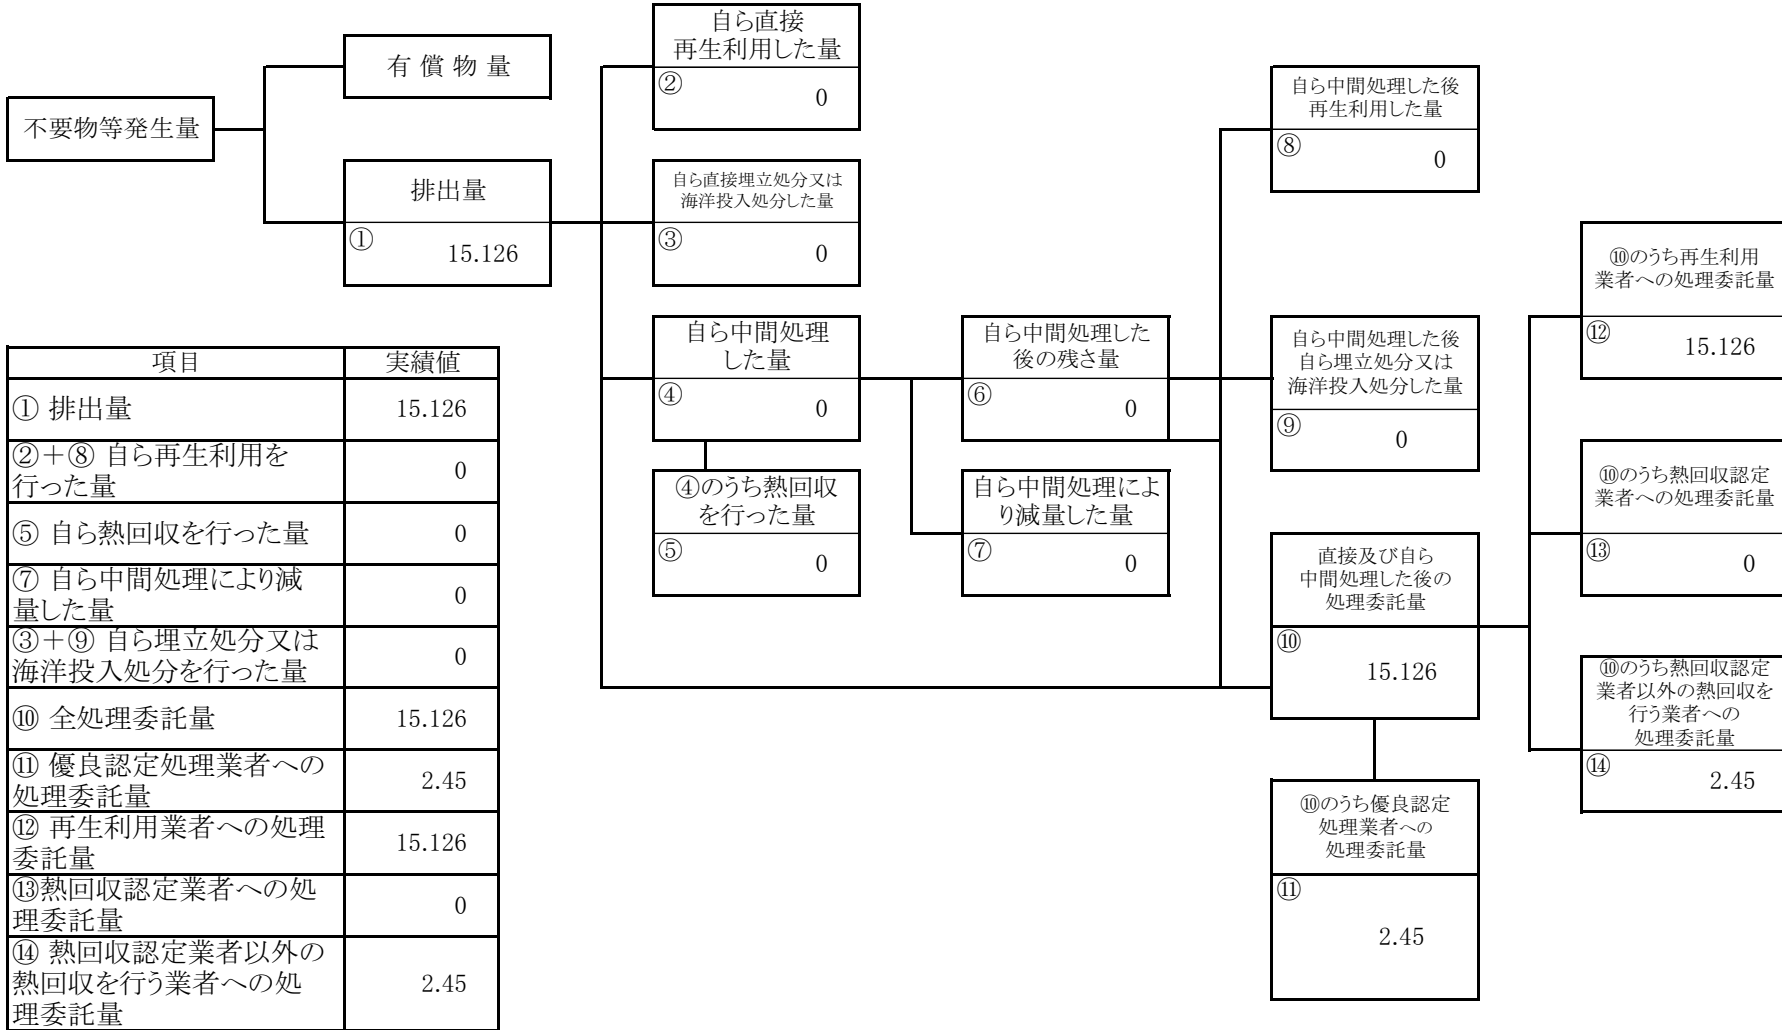 不要物等発生量
有 償 物 量
排出量
①
15.126
自ら直接
再生利用した量
②
0
自ら直接埋立処分又は
海洋投入処分した量
③
0
自ら中間処理
した量
④
0
④のうち熱回収
を行った量
⑤
0
自ら中間処理した
後の残さ量
⑥
0
自ら中間処理によ
り減量した量
⑦
0
自ら中間処理した後
再生利用した量
⑧
0
自ら中間処理した後
自ら埋立処分又は
海洋投入処分した量
⑨
0
直接及び自ら
中間処理した後の
処理委託量
⑩
15.126
⑩のうち優良認定
処理業者への
処理委託量
⑪
2.45
⑩のうち再生利用
業者への処理委託量
⑫
15.126
⑩のうち熱回収認定
業者への処理委託量
⑬
0
⑩のうち熱回収認定
業者以外の熱回収を
行う業者への
処理委託量
⑭
2.45
項目 実績値
① 排出量 15.126
②＋⑧ 自ら再生利用を
行った量 0
⑤ 自ら熱回収を行った量 0
⑦ 自ら中間処理により減
量した量 0
③＋⑨ 自ら埋立処分又は
海洋投入処分を行った量 0
⑩ 全処理委託量 15.126
⑪ 優良認定処理業者への
処理委託量 2.45
⑫ 再生利用業者への処理
委託量 15.126
⑬熱回収認定業者への処
理委託量 0
⑭ 熱回収認定業者以外の
熱回収を行う業者への処
理委託量 2.45